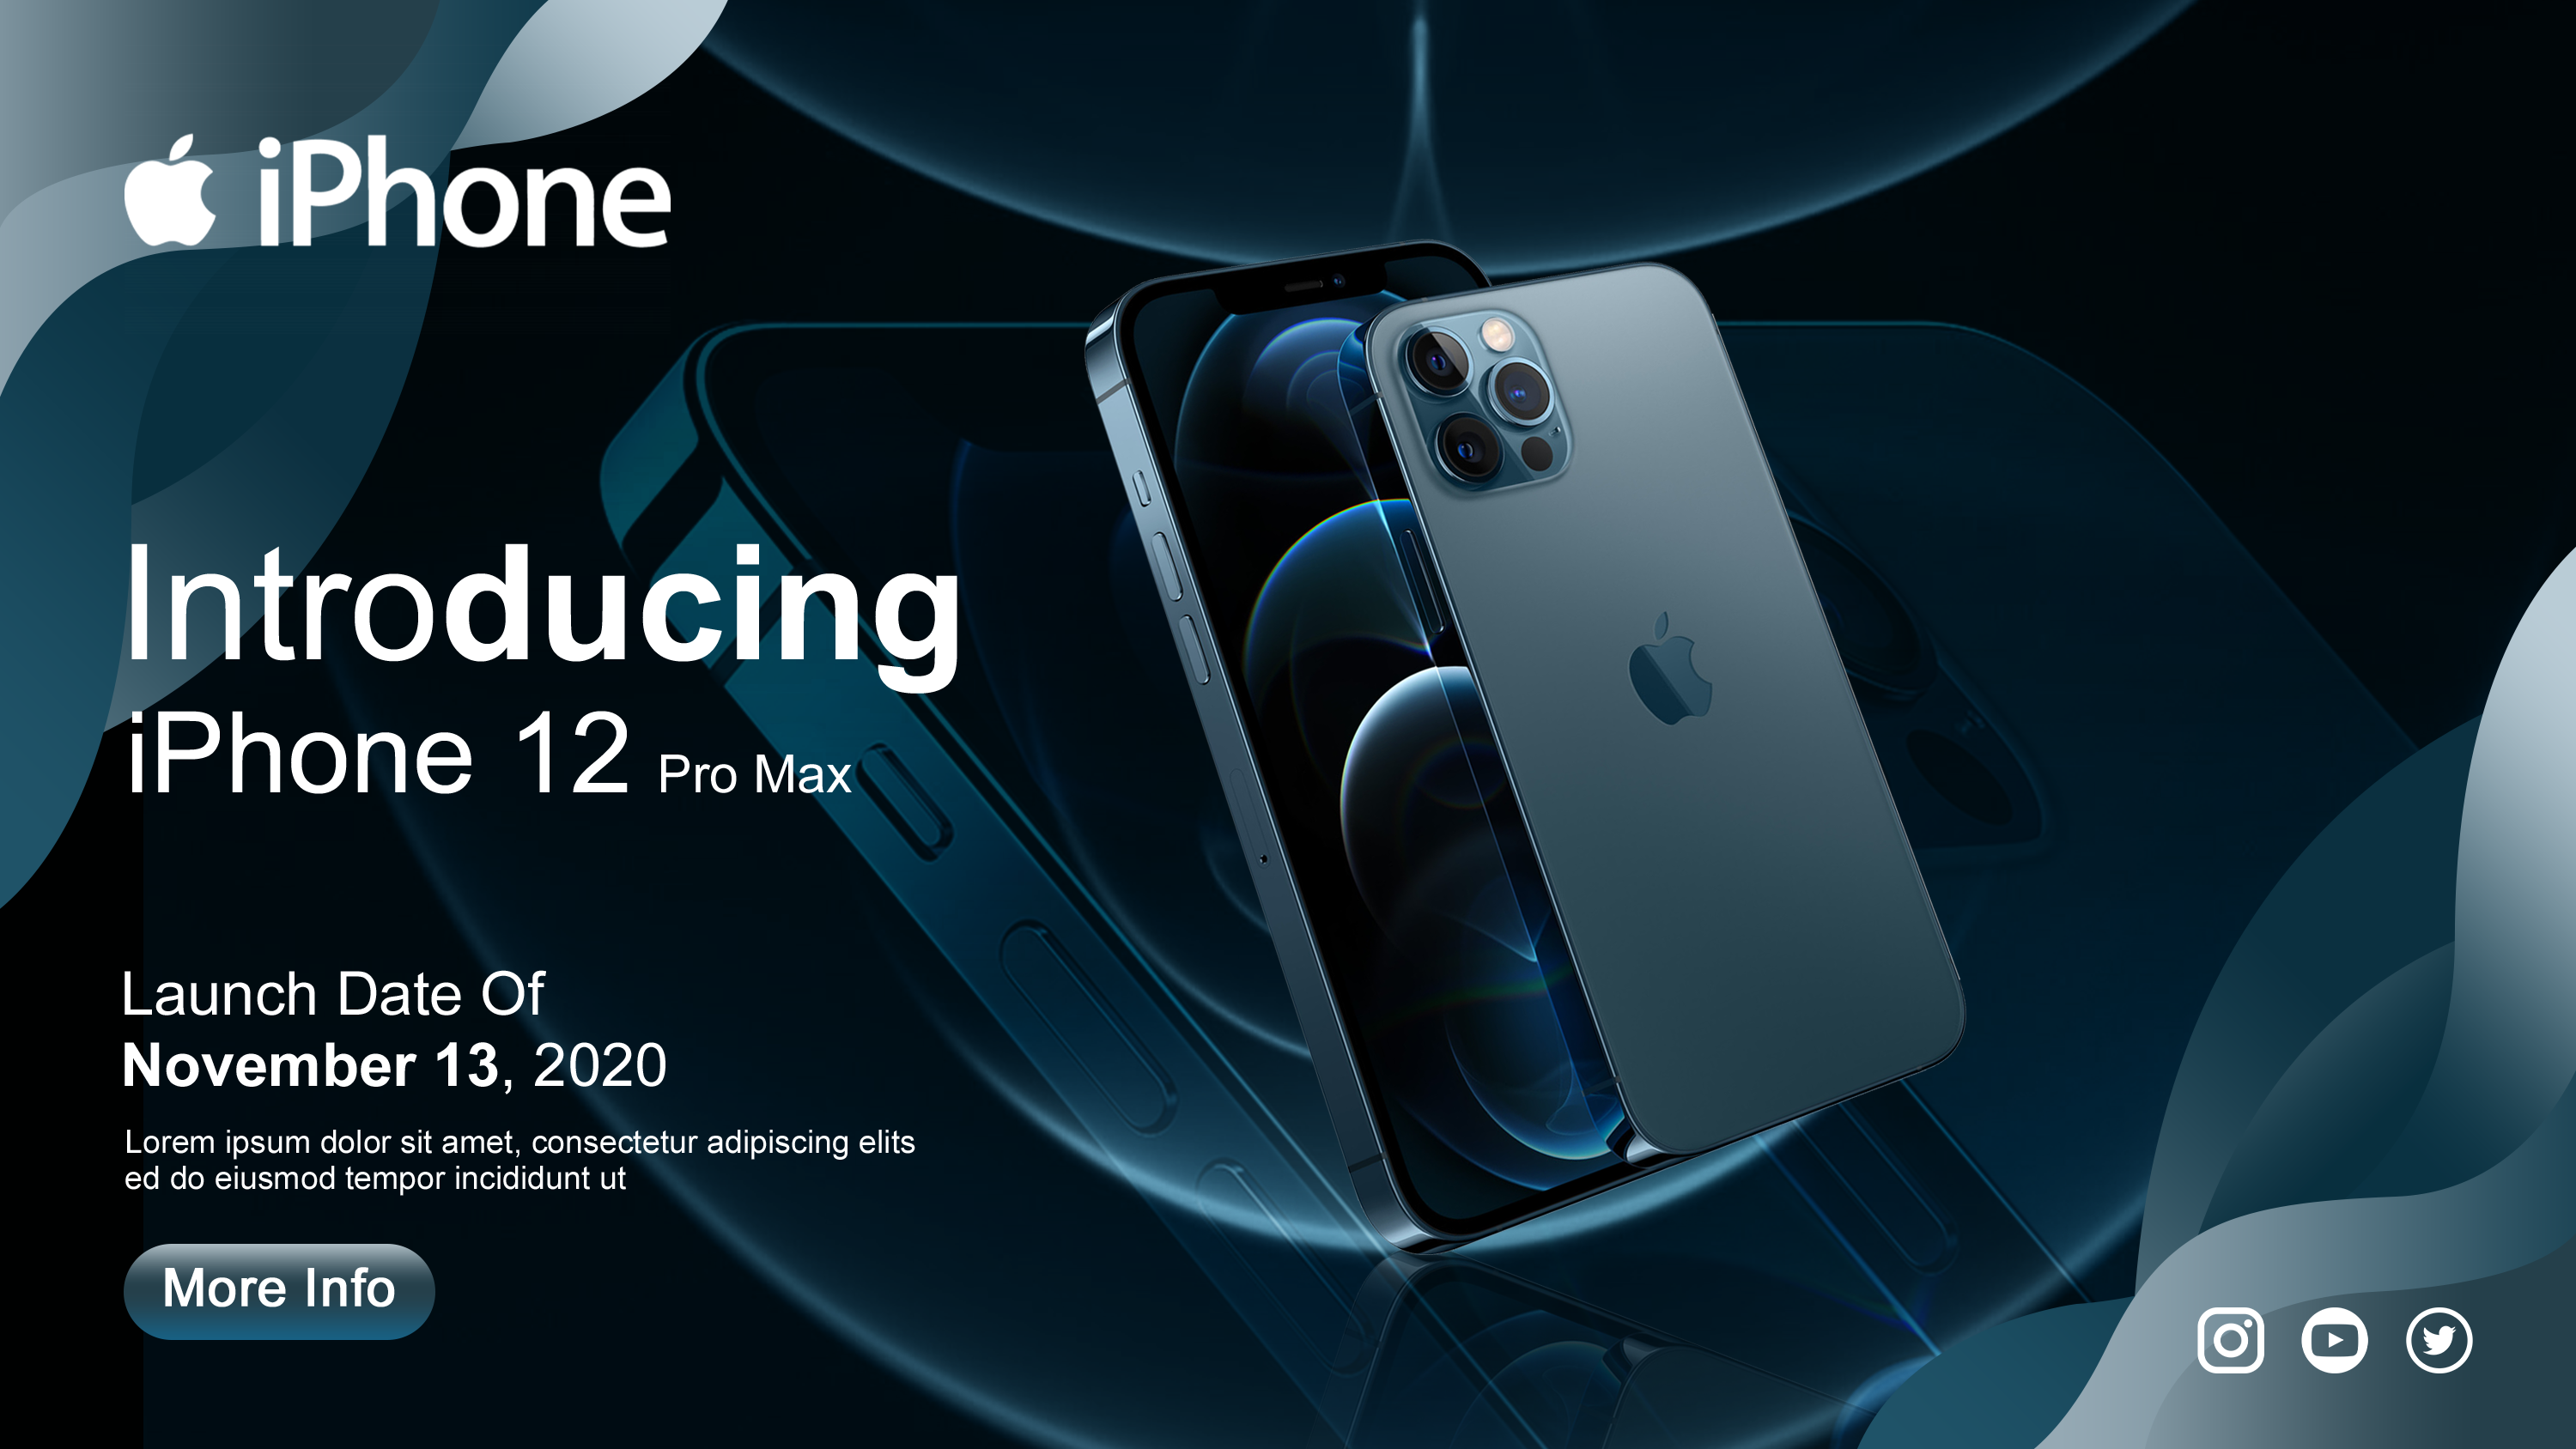 iPhone
Introducing
iPhone 12 Pro Max
Launch Date Of
November 13, 2020
Lorem ipsum dolor sit amet, consectetur adipiscing elits
ed do eiusmod tempor incididunt ut
More Info